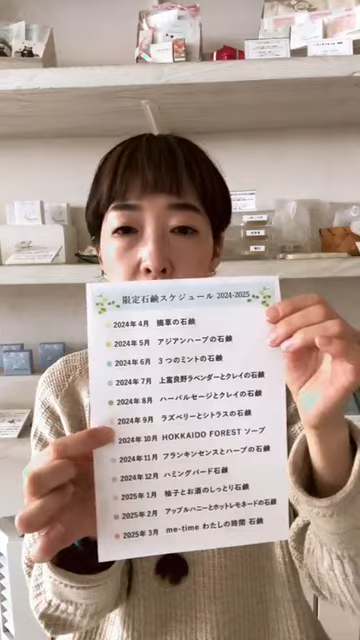 限定石鹸スケジュール 2024-2025
2024年4月 摘草の石鹸
2024年5月 アジアンハーブの石鹸
2024年6月 3つのミントの石鹸
2024年7月 上富良野ラベンダーとクレイの石鹸
2024年8月 ハーバルセージとクレイの石鹸
2024年9月 ラズベリーとシトラスの石鹸
2024年10月 HOKKAIDO FOREST ソープ
2024年11月 フランキンセンスとハーブの石鹸
2024年12月 ハミングバード石鹸
2025年1月 柚子とお酒のしっとり石鹸
2025年2月 アップルハニーとホットレモネードの石鹸
2025年3月 me-time わたしの時間 石鹸